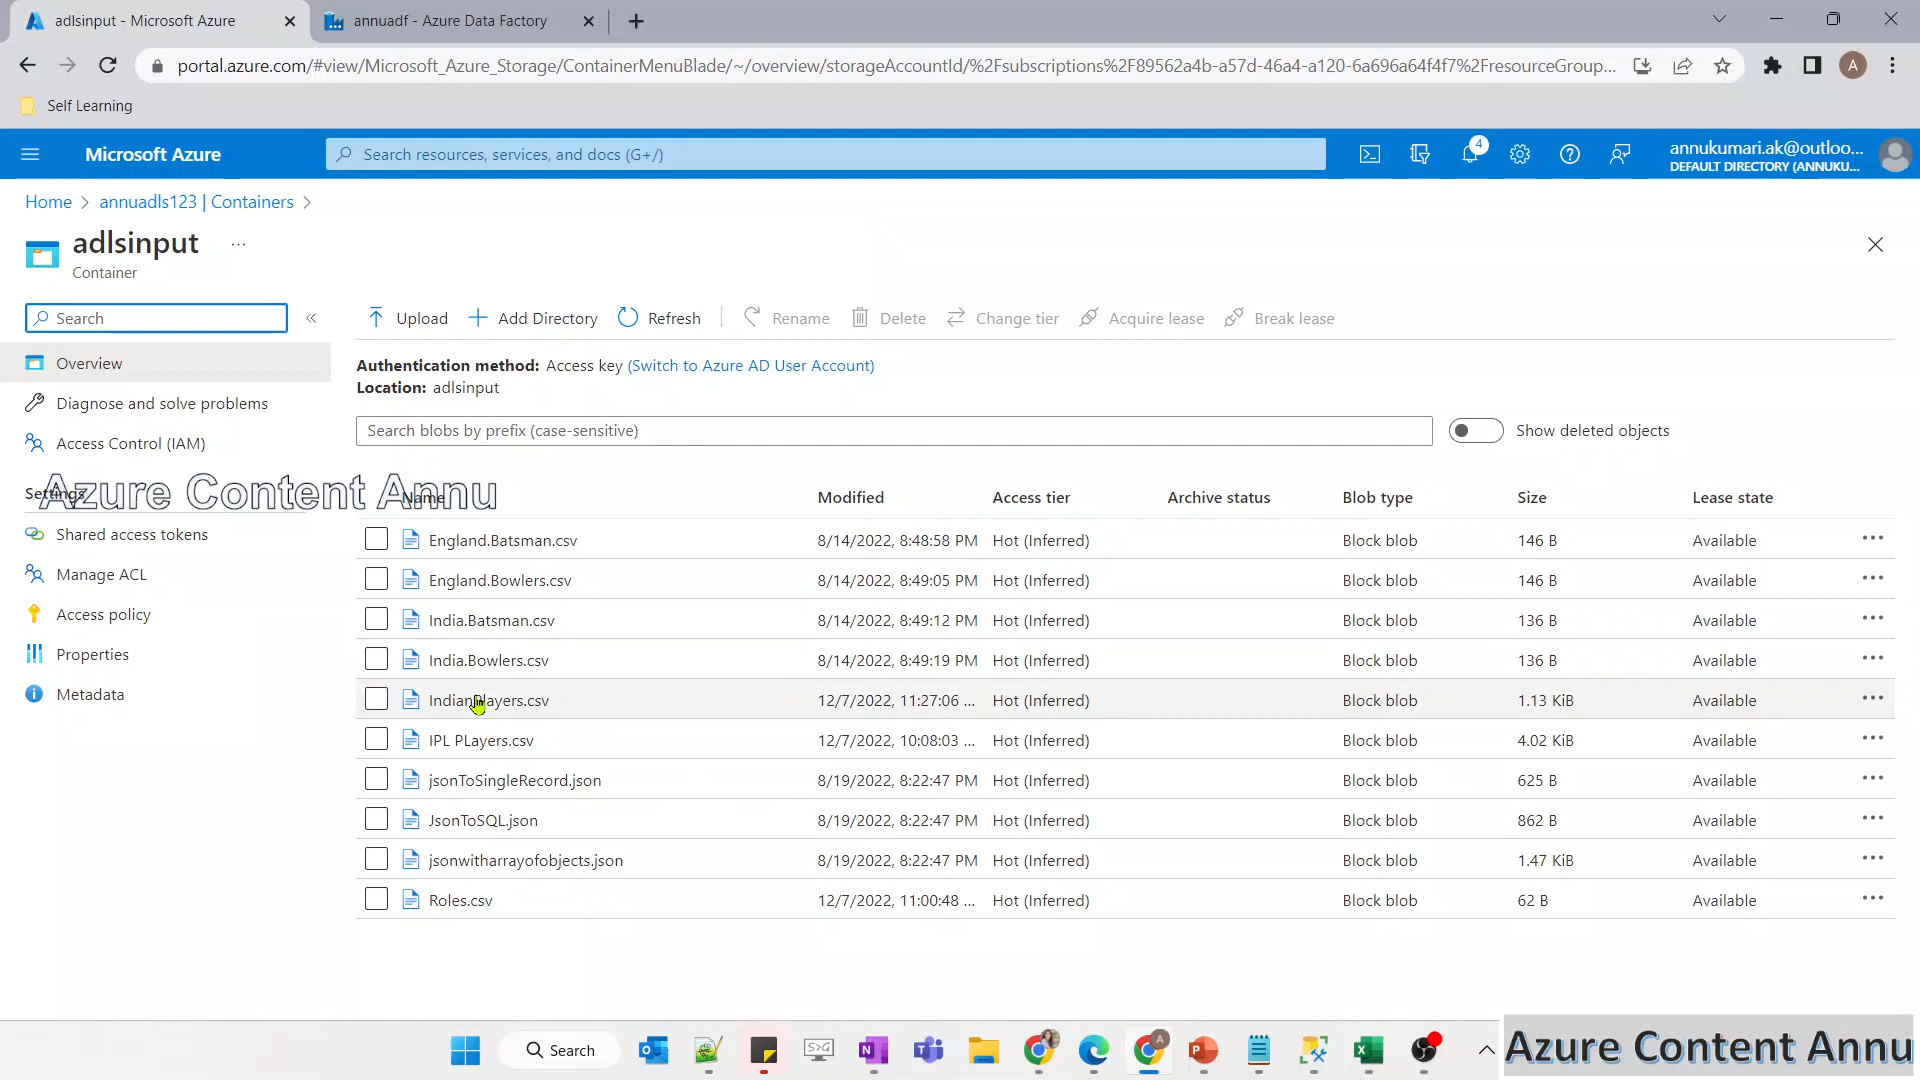 adlsinput - Microsoft Azure
annuadf - Azure Data Factory
portal.azure.com/#view/Microsoft_Azure_Storage/ContainerMenuBlade/~/overview/storageAccountId/%2Fsubscriptions%2F89562a4b-a57d-46a4-a120-6a696a64f4f7%2FresourceGroup...
A
Self Learning
Microsoft Azure
Search resources, services, and docs (G+/)
4
annukumari.ak@outloo...
DEFAULT DIRECTORY (ANNUKU...
Home > annuadls123 | Containers >
adlsinput ...
Container
Search
Overview
Diagnose and solve problems
Access Control (IAM)
Settings
Shared access tokens
Manage ACL
Access policy
Properties
Metadata
Azure Content Annu
Upload
Add Directory
Refresh
Rename
Delete
Change tier
Acquire lease
Break lease
Authentication method: Access key (Switch to Azure AD User Account)
Location: adlsinput
Search blobs by prefix (case-sensitive)
Show deleted objects
Name Modified Access tier Archive status Blob type Size Lease state
England.Batsman.csv 8/14/2022, 8:48:58 PM Hot (Inferred) Block blob 146 B Available ...
England.Bowlers.csv 8/14/2022, 8:49:05 PM Hot (Inferred) Block blob 146 B Available ...
India.Batsman.csv 8/14/2022, 8:49:12 PM Hot (Inferred) Block blob 136 B Available ...
India.Bowlers.csv 8/14/2022, 8:49:19 PM Hot (Inferred) Block blob 136 B Available ...
IndianPlayers.csv 12/7/2022, 11:27:06 ... Hot (Inferred) Block blob 1.13 KiB Available ...
IPL PLayers.csv 12/7/2022, 10:08:03 ... Hot (Inferred) Block blob 4.02 KiB Available ...
jsonToSingleRecord.json 8/19/2022, 8:22:47 PM Hot (Inferred) Block blob 625 B Available ...
JsonToSQL.json 8/19/2022, 8:22:47 PM Hot (Inferred) Block blob 862 B Available ...
jsonwitharrayofobjects.json 8/19/2022, 8:22:47 PM Hot (Inferred) Block blob 1.47 KiB Available ...
Roles.csv 12/7/2022, 11:00:48 ... Hot (Inferred) Block blob 62 B Available ...
Search
Azure Content Annu